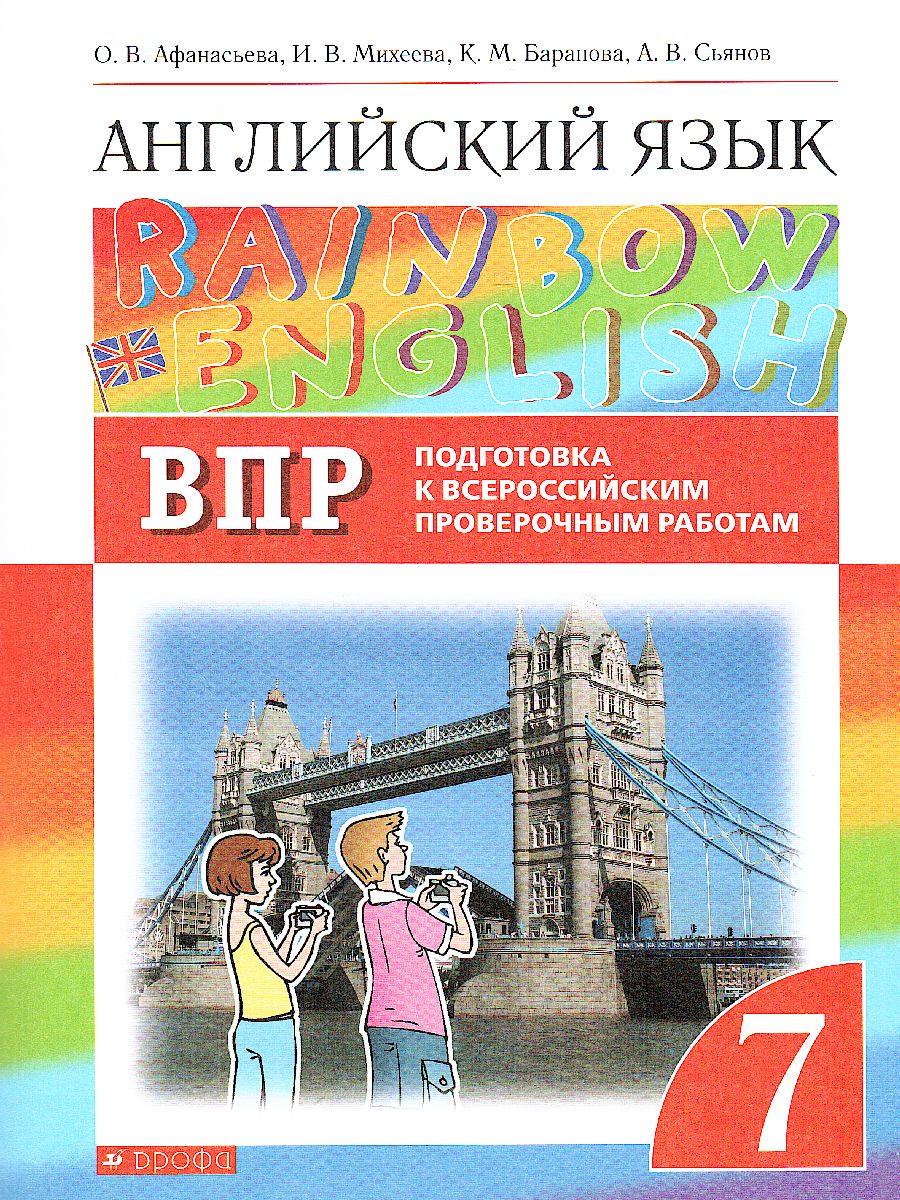 О. В. Афанасьева, И. В. Михеева, К. М. Баранова, А. В. Сьянов
АНГЛИЙСКИЙ ЯЗЫК
RAINBOW
ENGLISH
ВПР
ПОДГОТОВКА
К ВСЕРОССИЙСКИМ
ПРОВЕРОЧНЫМ РАБОТАМ
7
дрофа